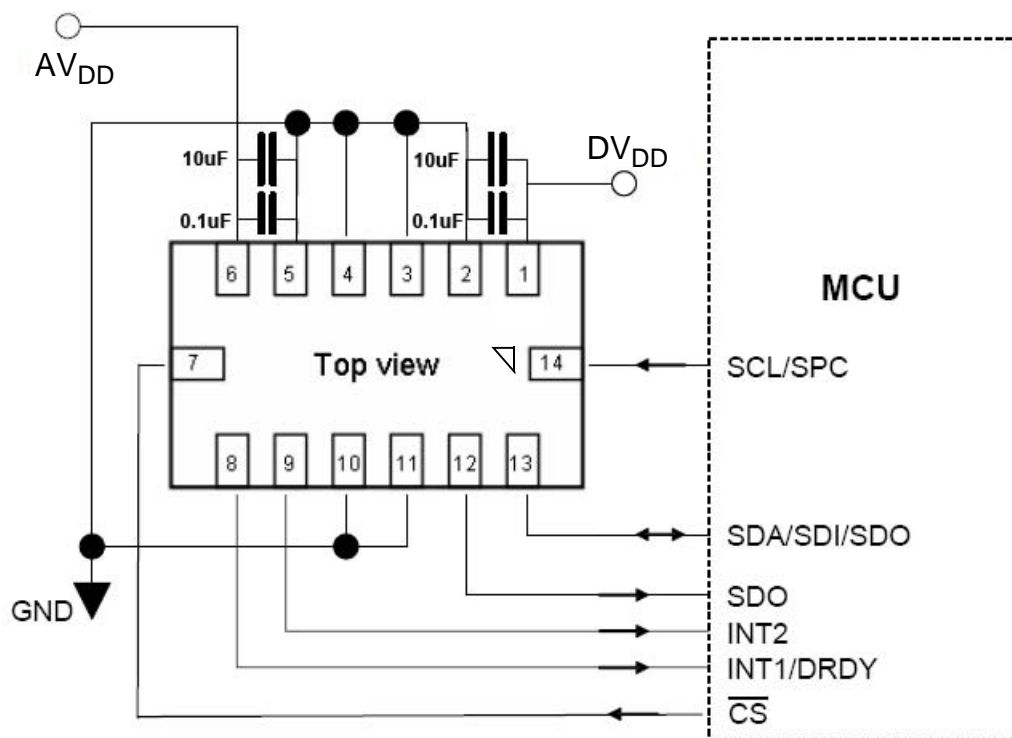 AVDD
10uF
10uF
DVDD
0.1uF
0.1uF
6 5 4 3 2 1
MCU
7 Top view 14
SCL/SPC
8 9 10 11 12 13
SDA/SDI/SDO
SDO
GND
INT2
INT1/DRDY
CS